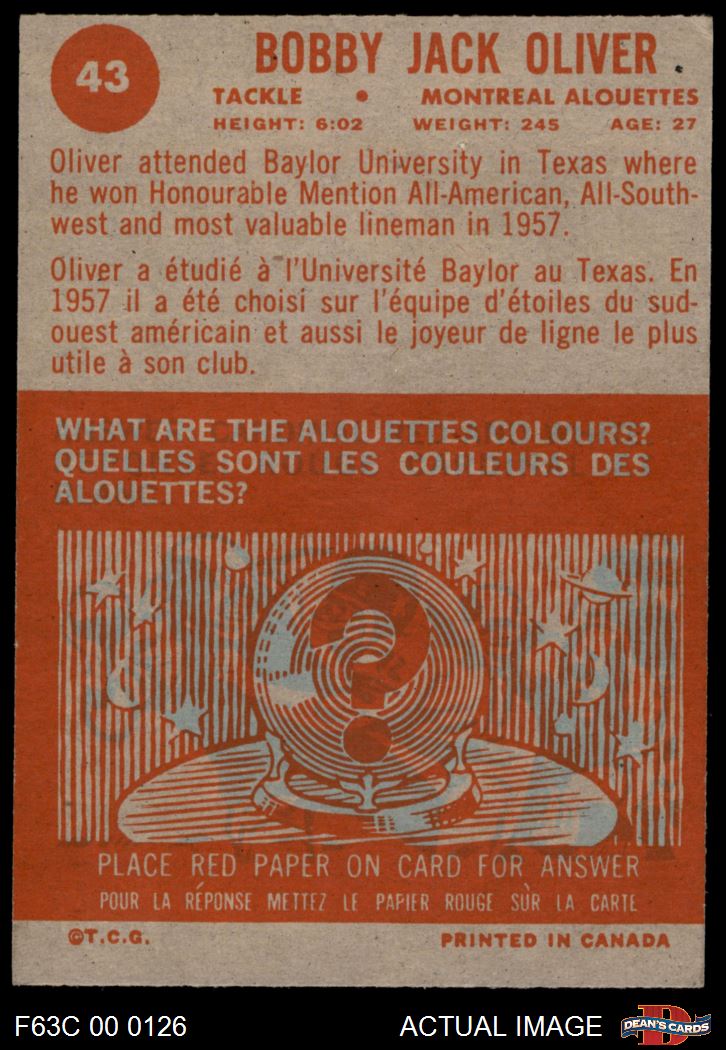 43
BOBBY JACK OLIVER
TACKLE • MONTREAL ALOUETTES
HEIGHT: 6:02 WEIGHT: 245 AGE: 27
Oliver attended Baylor University in Texas where
he won Honourable Mention All-American, All-South-
west and most valuable lineman in 1957.
Oliver a étudié à l'Université Baylor au Texas. En
1957 il a été choisi sur l'équipe d'étoiles du sud-
ouest américain et aussi le joyeur de ligne le plus
utile à son club.
WHAT ARE THE ALOUETTES COLOURS?
QUELLES SONT LES COULEURS DES
ALOUETTES?
?
PLACE RED PAPER ON CARD FOR ANSWER
POUR LA RÉPONSE METTEZ LE PAPIER ROUGE SUR LA CARTE
©T.C.G. PRINTED IN CANADA
F63C 00 0126 ACTUAL IMAGE DEAN'S CARDS